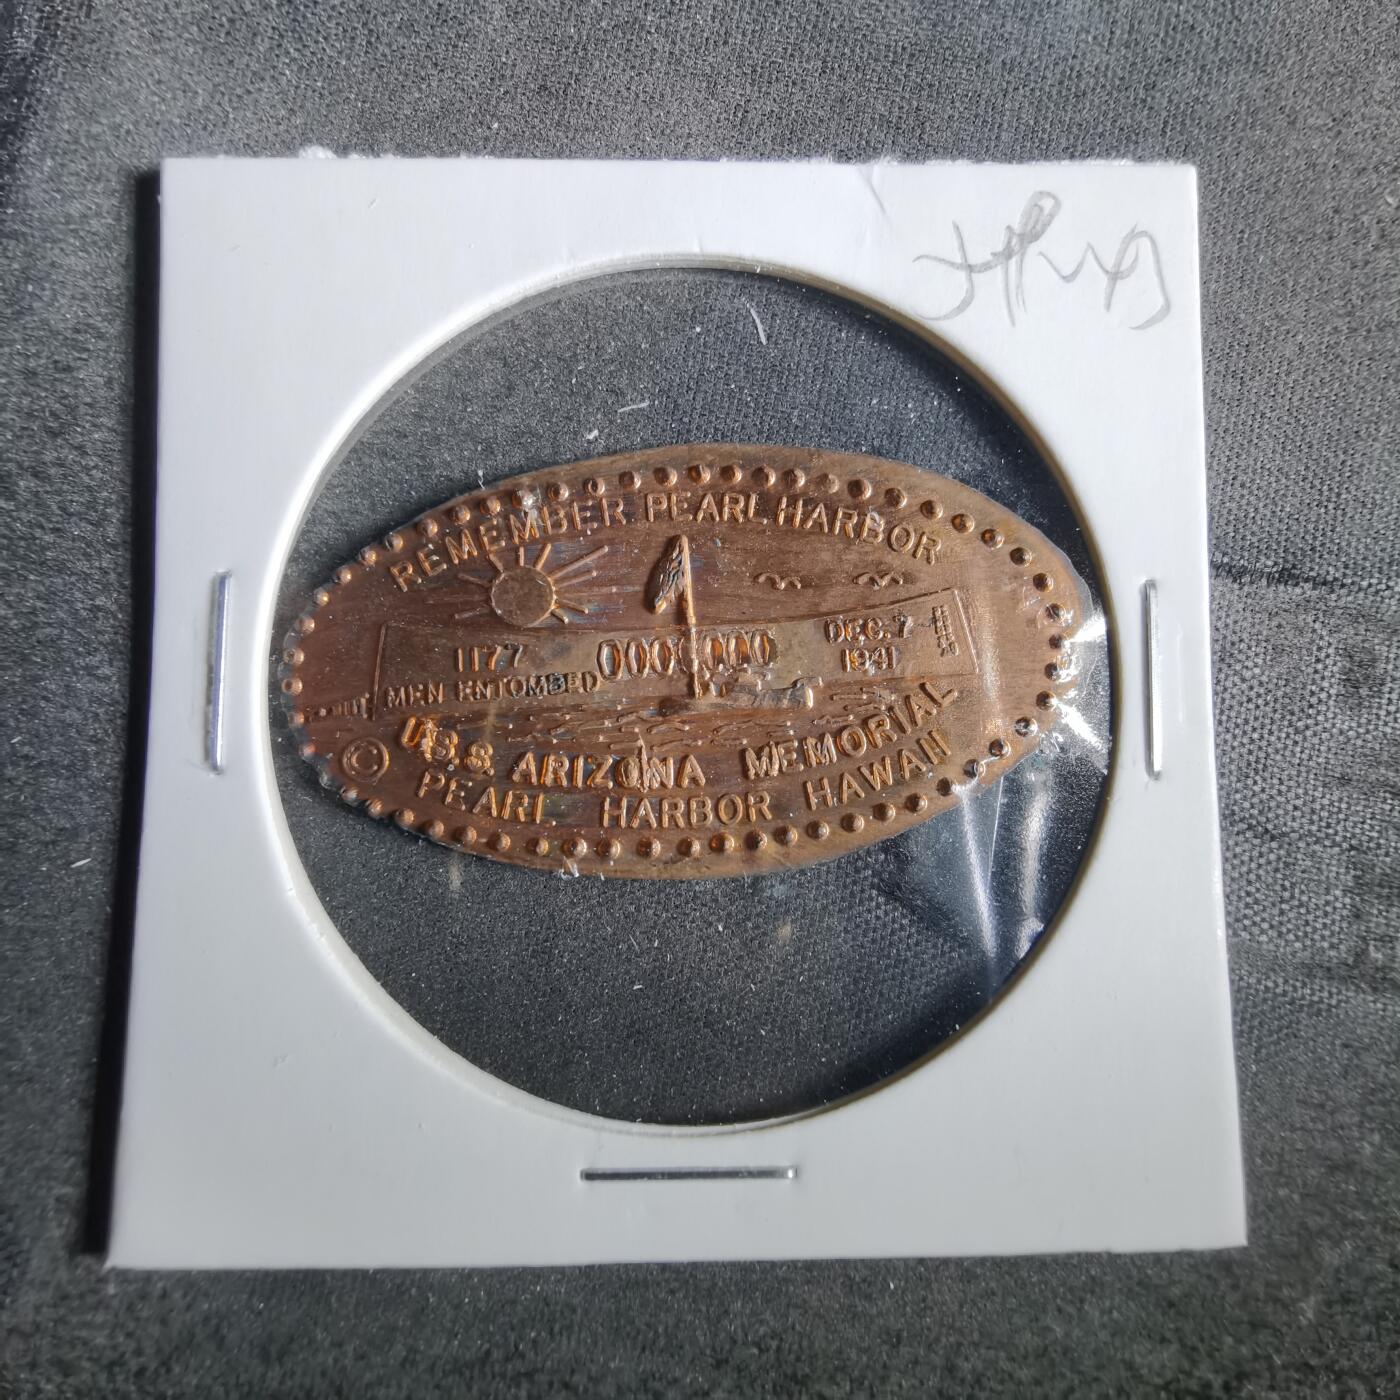 REMEMBER PEARL HARBOR
1177
MEN ENTOMBED
DEC. 7
1941
©
U.S.S. ARIZONA MEMORIAL
PEARL HARBOR HAWAII